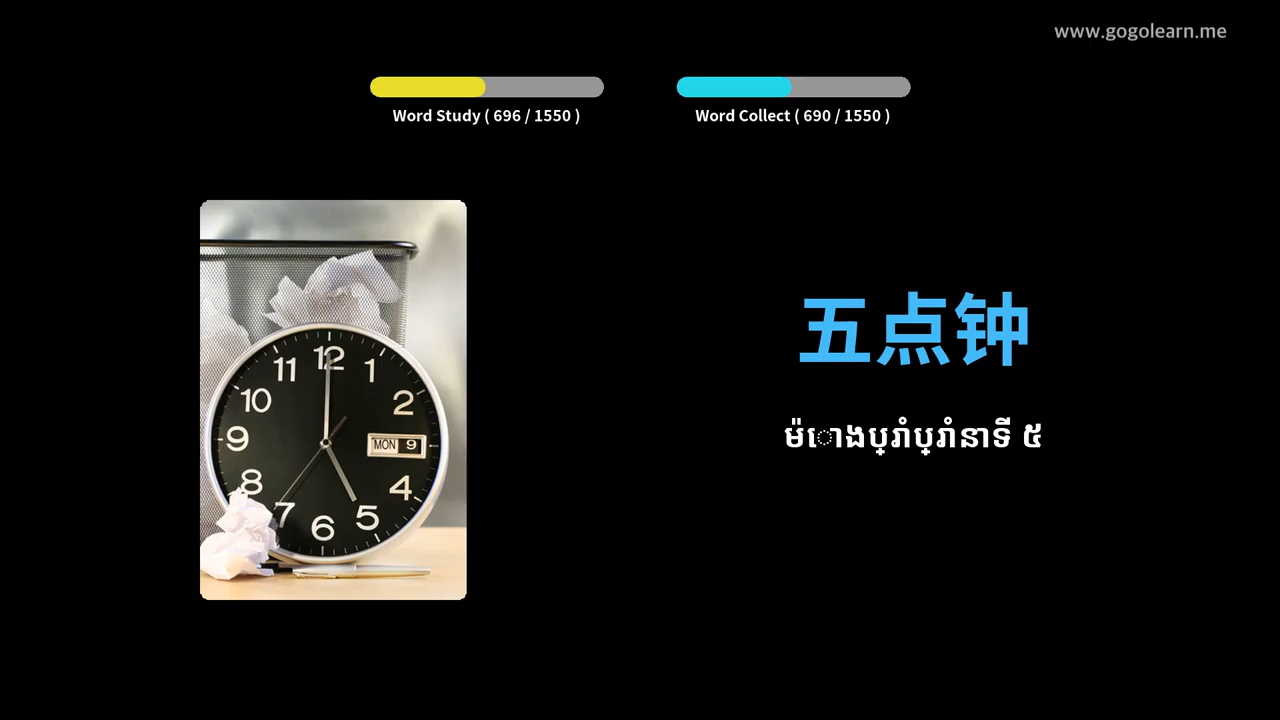 www.gogolearn.me
Word Study ( 696 / 1550 )
Word Collect ( 690 / 1550 )
12
11
1
10
2
9
MON 9
8
4
7
5
6
五点钟
ម៉ោងប្រាំប្រាំនាទី ៥